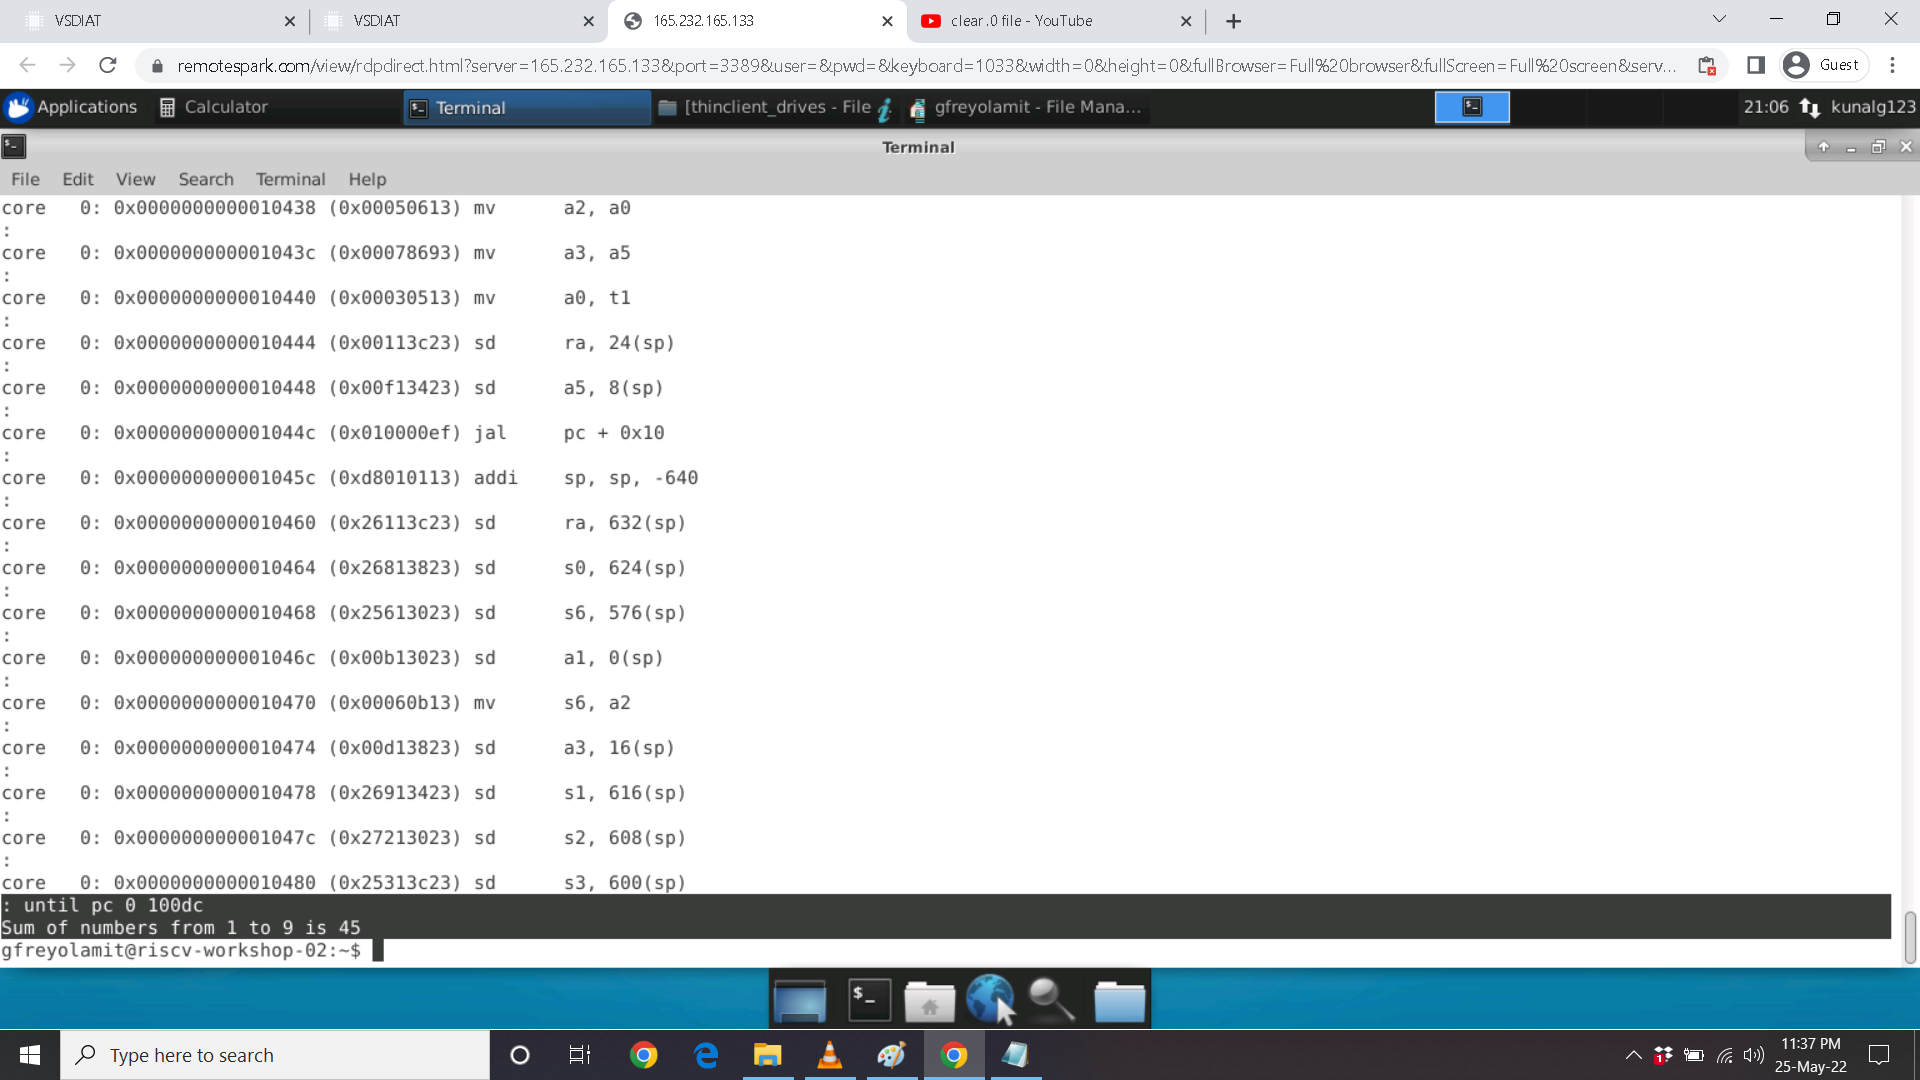 VSDIAT
VSDIAT
165.232.165.133
clear .0 file - YouTube
remotespark.com/view/rdpdirect.html?server=165.232.165.133&port=3389&user=&pwd=&keyboard=1033&width=0&height=0&fullBrowser=Full%20browser&fullScreen=Full%20screen&serv...
Guest
Applications
Calculator
Terminal
[thinclient_drives - File
gfreyolamit - File Mana...
21:06
kunalg123
Terminal
File Edit View Search Terminal Help
core   0: 0x0000000000010438 (0x00050613) mv      a2, a0
:
core   0: 0x000000000001043c (0x00078693) mv      a3, a5
:
core   0: 0x0000000000010440 (0x00030513) mv      a0, t1
:
core   0: 0x0000000000010444 (0x00113c23) sd      ra, 24(sp)
:
core   0: 0x0000000000010448 (0x00f13423) sd      a5, 8(sp)
:
core   0: 0x000000000001044c (0x010000ef) jal     pc + 0x10
:
core   0: 0x000000000001045c (0xd8010113) addi    sp, sp, -640
:
core   0: 0x0000000000010460 (0x26113c23) sd      ra, 632(sp)
:
core   0: 0x0000000000010464 (0x26813823) sd      s0, 624(sp)
:
core   0: 0x0000000000010468 (0x25613023) sd      s6, 576(sp)
:
core   0: 0x000000000001046c (0x00b13023) sd      a1, 0(sp)
:
core   0: 0x0000000000010470 (0x00060b13) mv      s6, a2
:
core   0: 0x0000000000010474 (0x00d13823) sd      a3, 16(sp)
:
core   0: 0x0000000000010478 (0x26913423) sd      s1, 616(sp)
:
core   0: 0x000000000001047c (0x27213023) sd      s2, 608(sp)
:
core   0: 0x0000000000010480 (0x25313c23) sd      s3, 600(sp)
: until pc 0 100dc
Sum of numbers from 1 to 9 is 45
gfreyolamit@riscv-workshop-02:~$
$_
Type here to search
1
11:37 PM
25-May-22